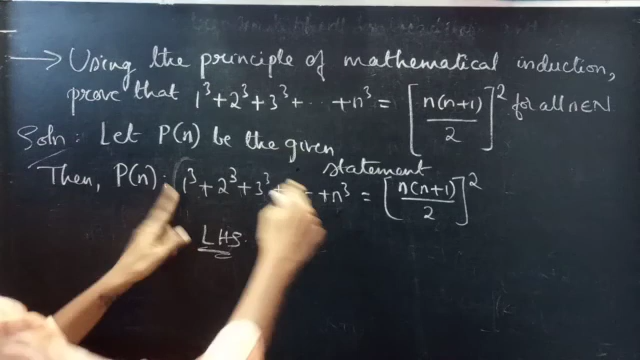 → Using the principle of mathematical induction,
prove that 1³+2³+3³+ ··· +n³ = [n(n+1)/2]² for all n∈N
Soln: Let P(n) be the given
statement
Then, P(n): 1³+2³+3³+ - +n³ = [n(n+1)/2]²
LHS